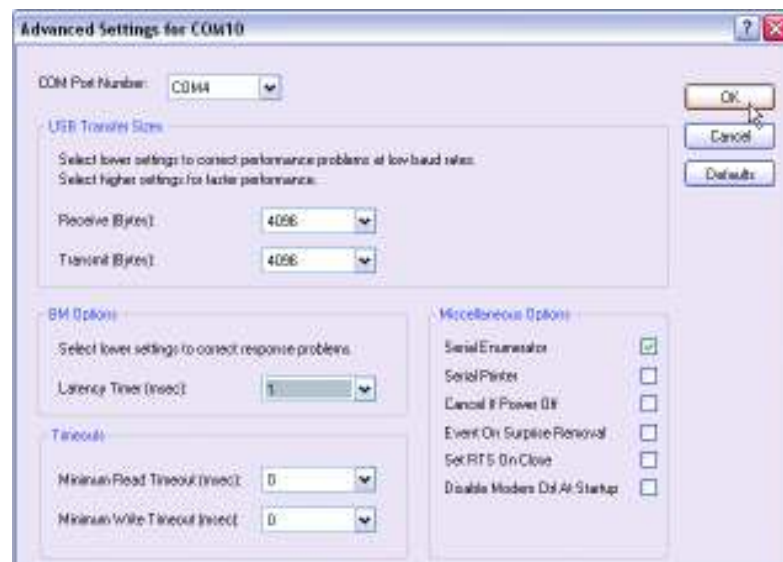 Advanced Settings for COM10
COM Port Number:
COM4
OK
Cancel
Defaults
USB Transfer Sizes
Select lower settings to correct performance problems at low baud rates.
Select higher settings for faster performance.
Receive (Bytes):
4096
Transmit (Bytes):
4096
BM Options
Select lower settings to correct response problems.
Latency Timer (msec):
1
Timeouts
Minimum Read Timeout (msec):
0
Minimum Write Timeout (msec):
0
Miscellaneous Options
Serial Enumerator
Serial Printer
Cancel If Power Off
Event On Surprise Removal
Set RTS On Close
Disable Modem Ctrl At Startup